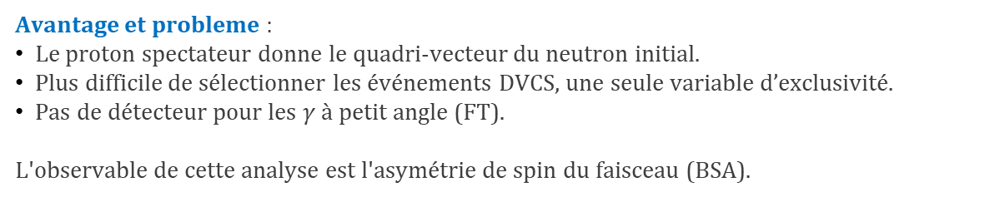 Avantage et probleme :
• Le proton spectateur donne le quadri-vecteur du neutron initial.
• Plus difficile de sélectionner les événements DVCS, une seule variable d’exclusivité.
• Pas de détecteur pour les γ à petit angle (FT).
L'observable de cette analyse est l'asymétrie de spin du faisceau (BSA).